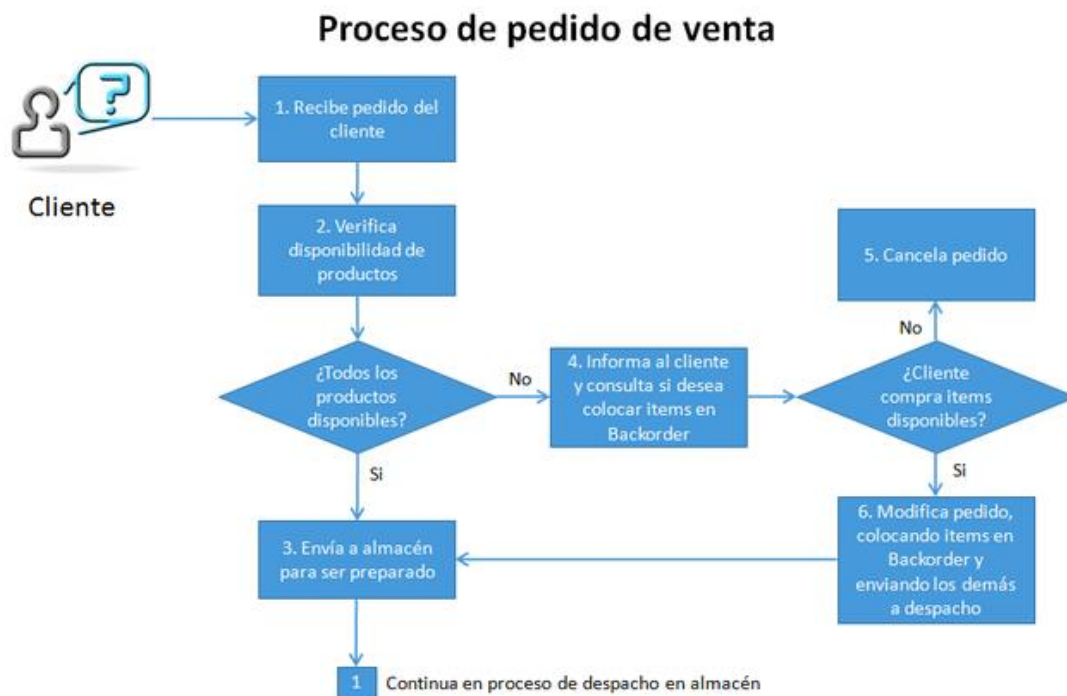 Proceso de pedido de venta
Cliente
1. Recibe pedido del
cliente
2. Verifica
disponibilidad de
productos
¿Todos los
productos
disponibles?
No
4. Informa al cliente
y consulta si desea
colocar items en
Backorder
¿Cliente
compra items
disponibles?
No
5. Cancela pedido
Si
6. Modifica pedido,
colocando items en
Backorder y
enviando los demás
a despacho
Si
3. Envía a almacén
para ser preparado
1
Continua en proceso de despacho en almacén